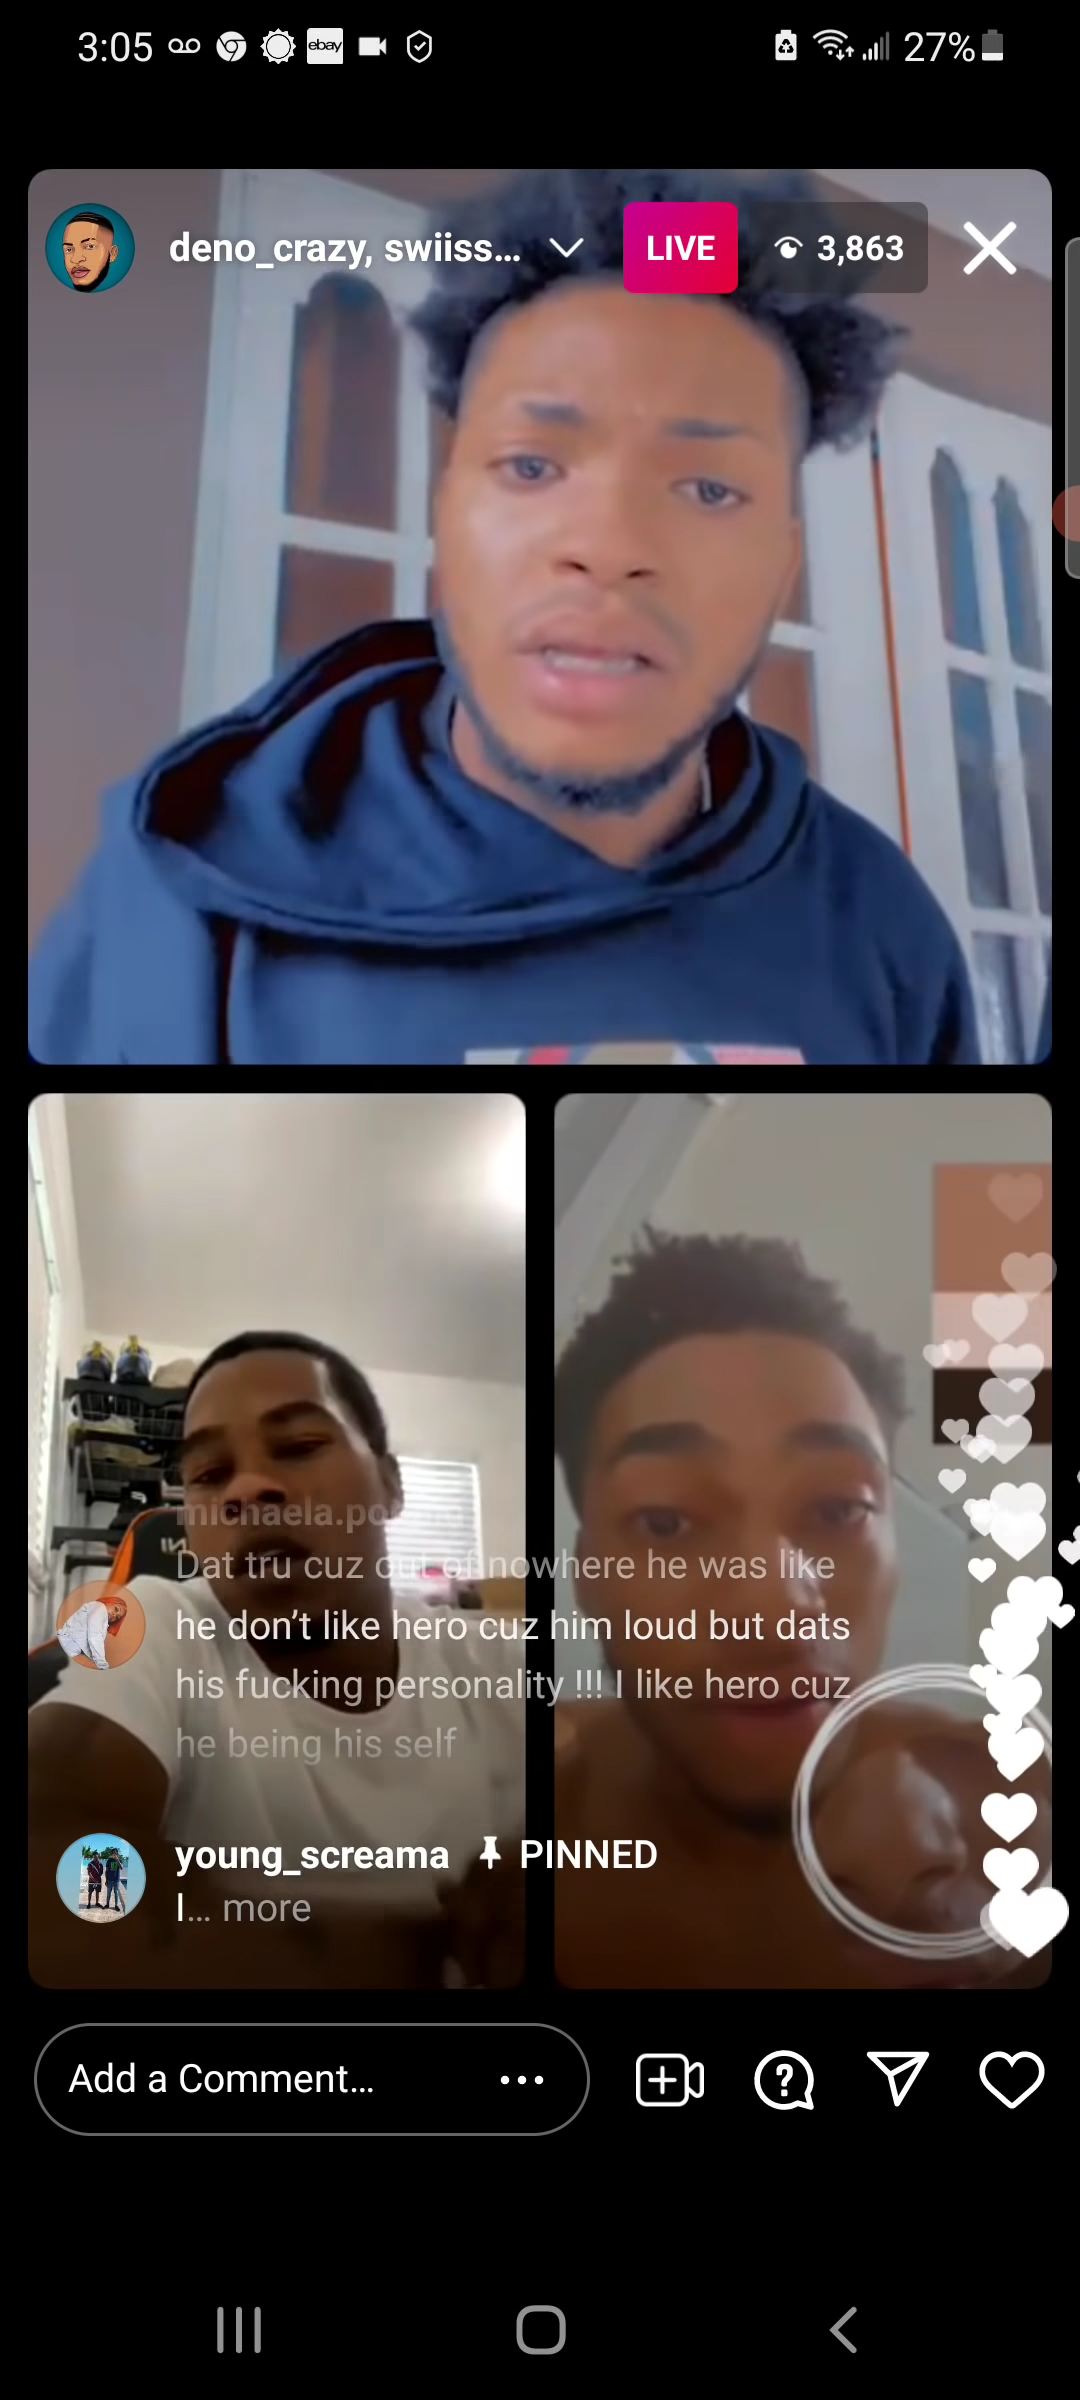 3:05 ebay 27%
deno_crazy, swiiss... LIVE 3,863
Dat tru cuz out of nowhere he was like
he don’t like hero cuz him loud but dats
his fucking personality !!! I like hero cuz
he being his self
young_screama PINNED
I... more
Add a Comment...